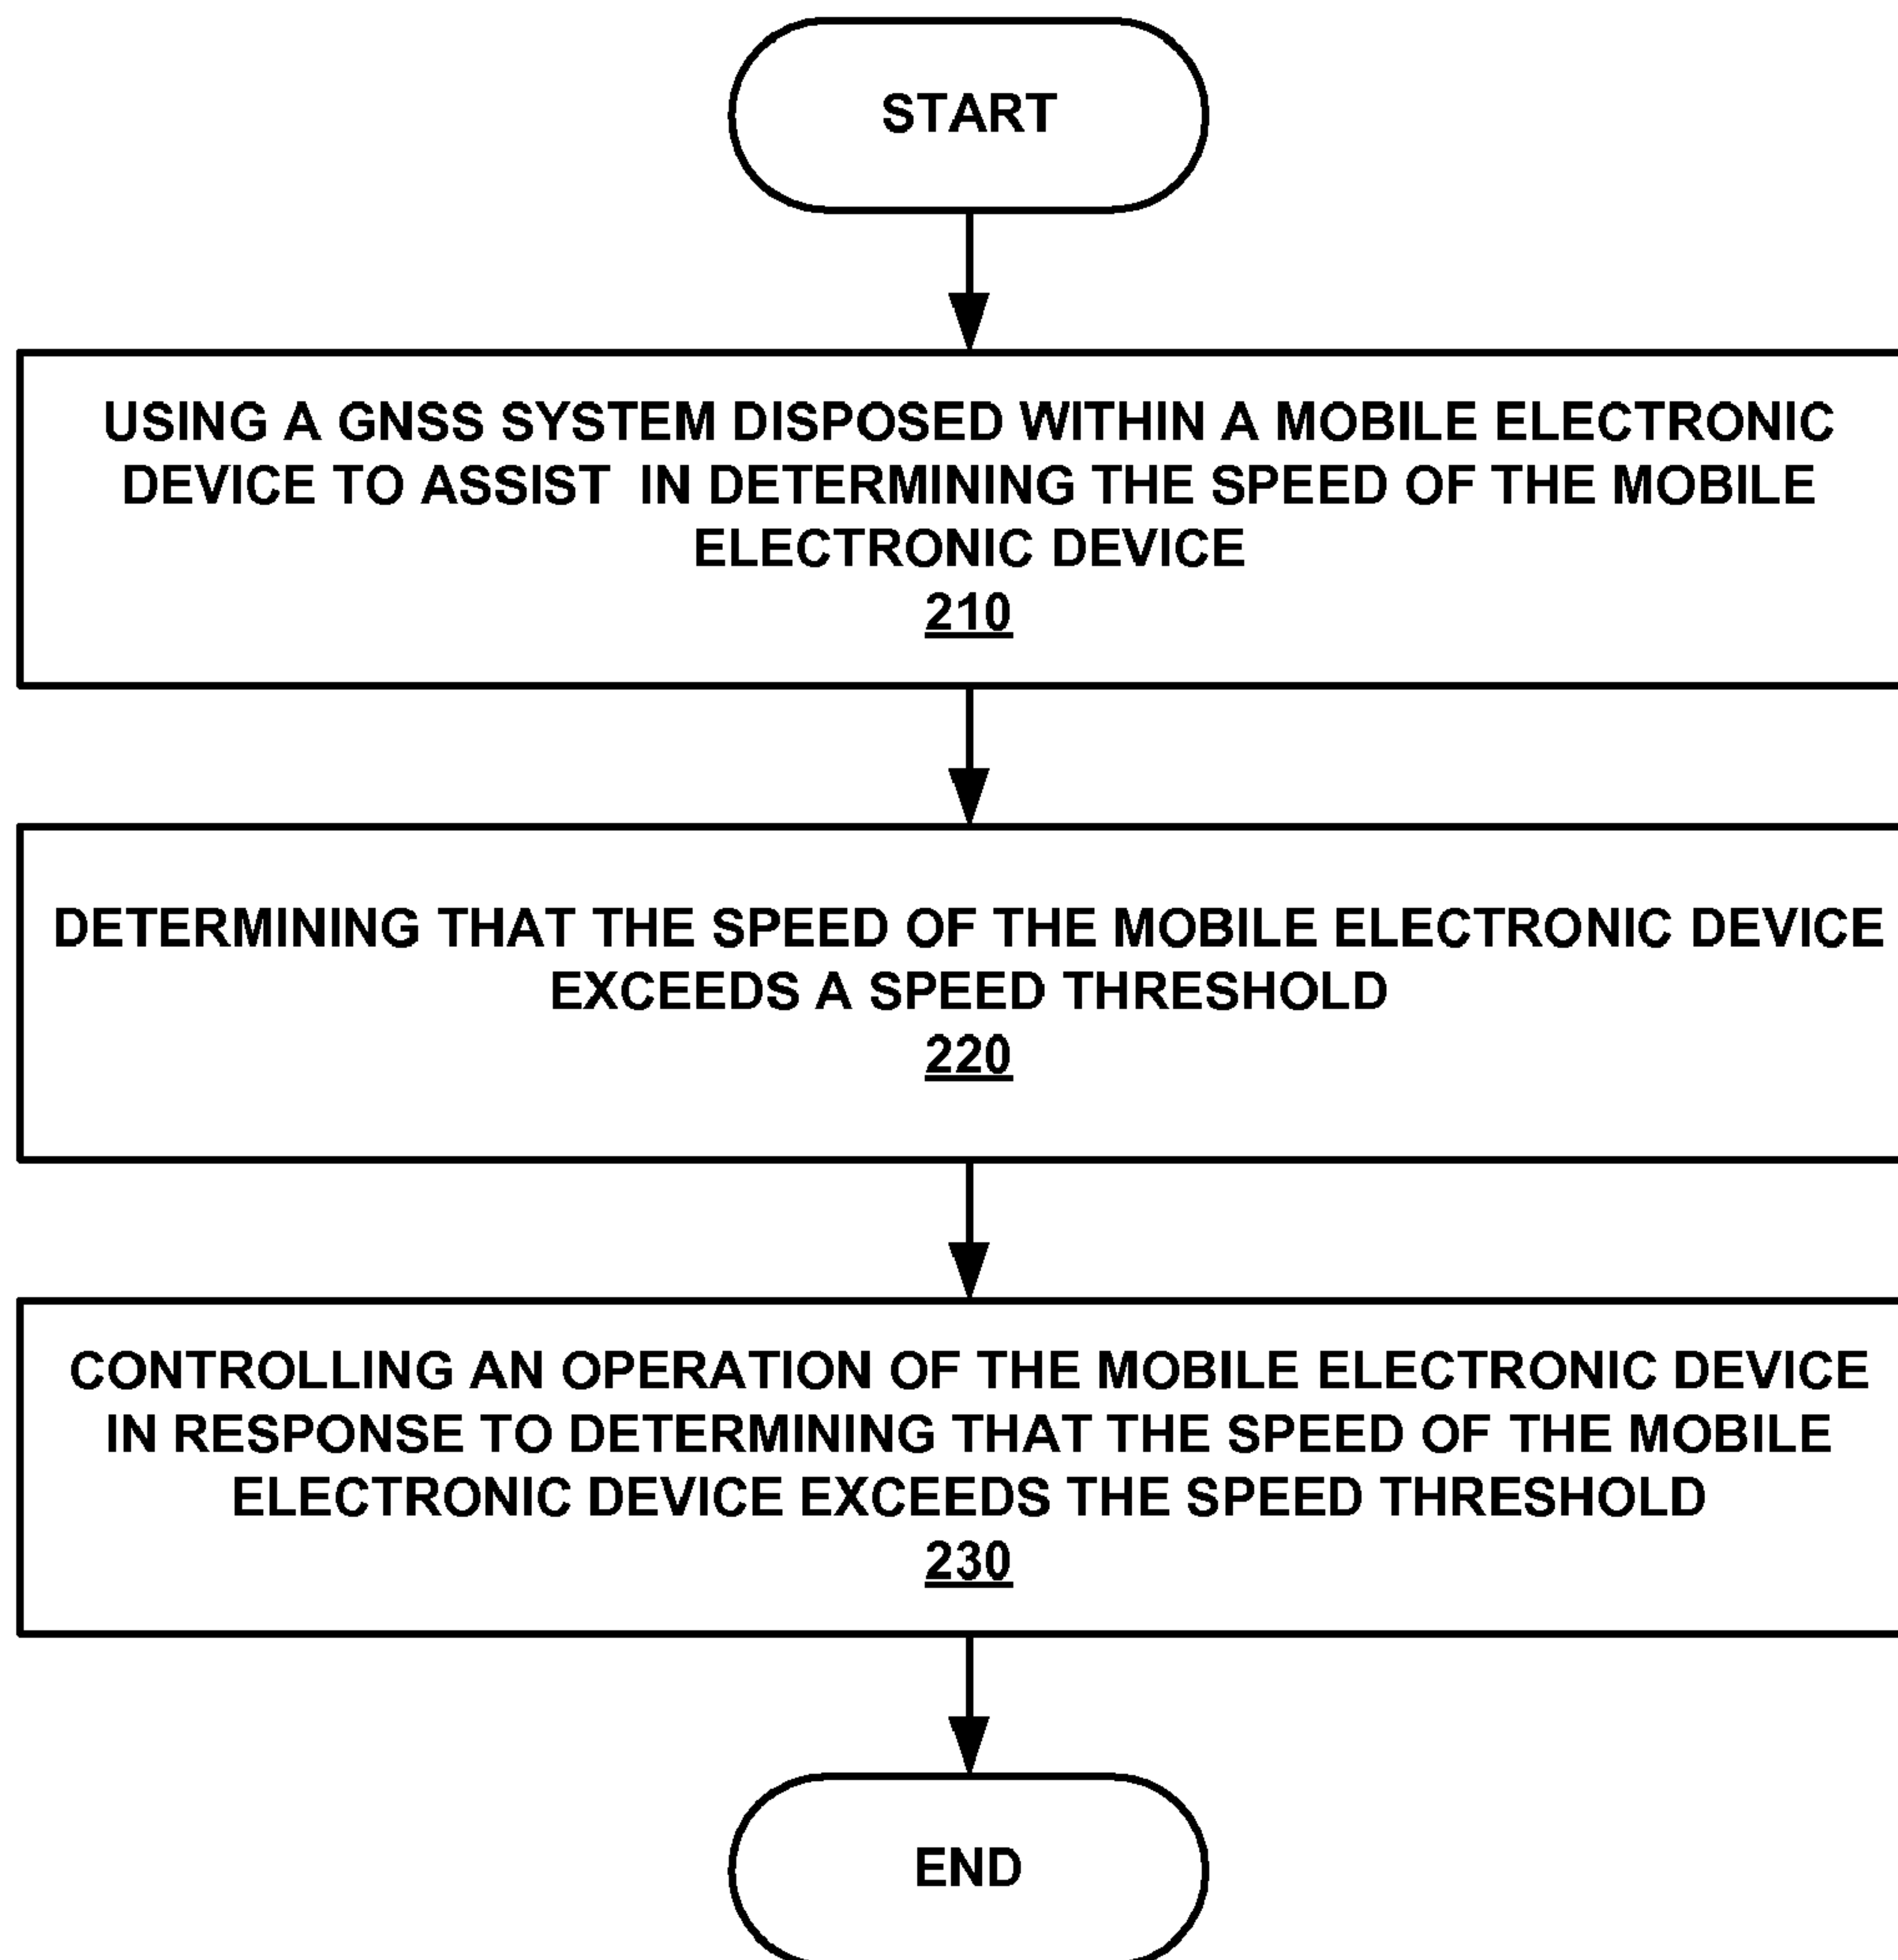 START
USING A GNSS SYSTEM DISPOSED WITHIN A MOBILE ELECTRONIC
DEVICE TO ASSIST IN DETERMINING THE SPEED OF THE MOBILE
ELECTRONIC DEVICE
210
DETERMINING THAT THE SPEED OF THE MOBILE ELECTRONIC DEVICE
EXCEEDS A SPEED THRESHOLD
220
CONTROLLING AN OPERATION OF THE MOBILE ELECTRONIC DEVICE
IN RESPONSE TO DETERMINING THAT THE SPEED OF THE MOBILE
ELECTRONIC DEVICE EXCEEDS THE SPEED THRESHOLD
230
END